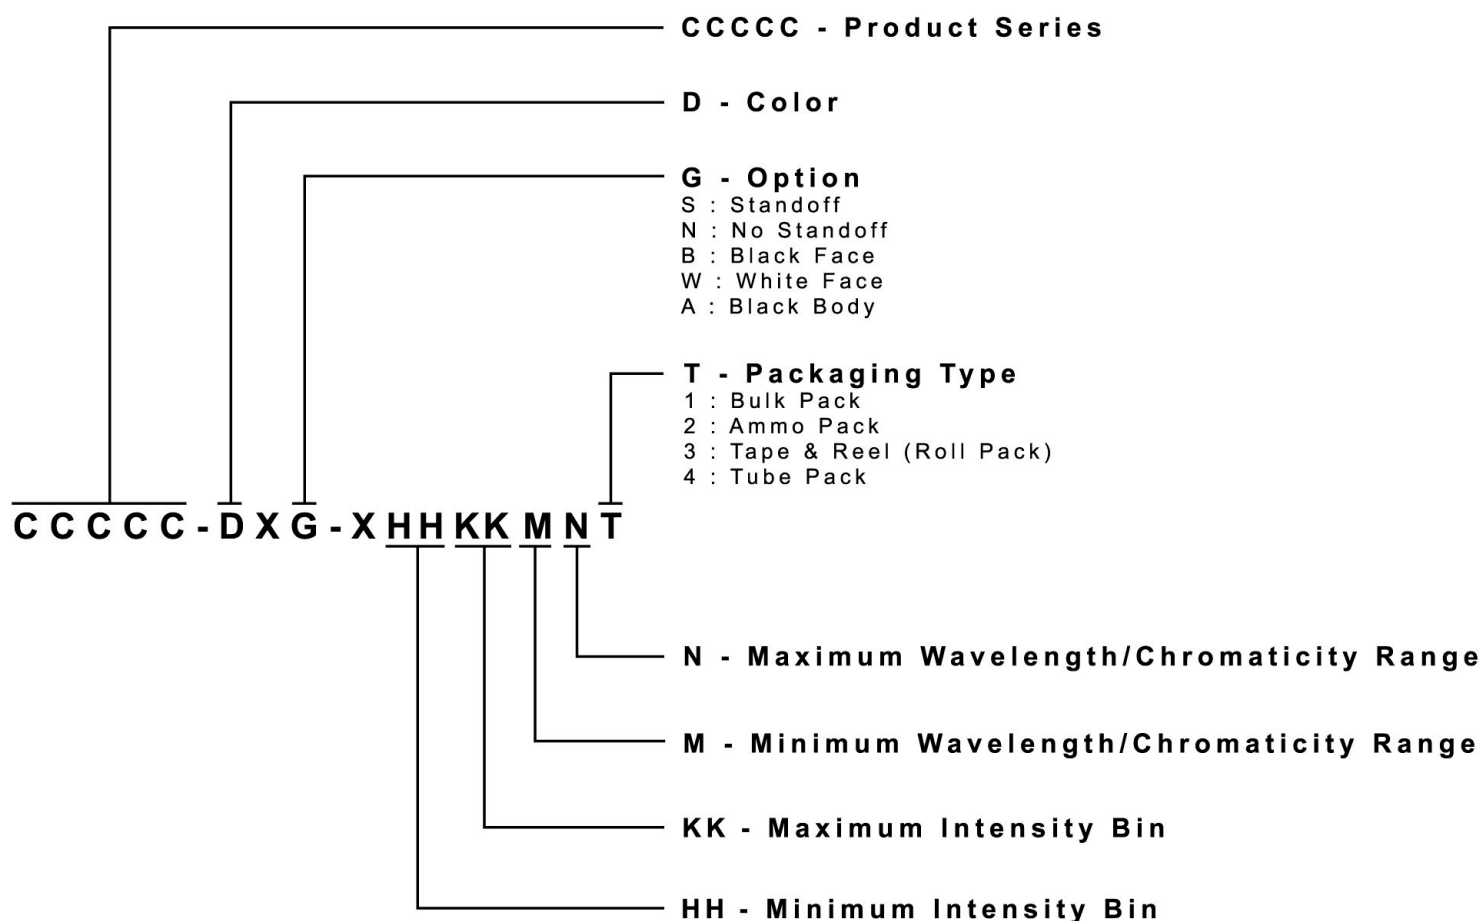 CCCCC - Product Series
D - Color
G - Option
S : Standoff
N : No Standoff
B : Black Face
W : White Face
A : Black Body
T - Packaging Type
1 : Bulk Pack
2 : Ammo Pack
3 : Tape & Reel (Roll Pack)
4 : Tube Pack
CCCCC-DXG-XHHKKMNT
N - Maximum Wavelength/Chromaticity Range
M - Minimum Wavelength/Chromaticity Range
KK - Maximum Intensity Bin
HH - Minimum Intensity Bin